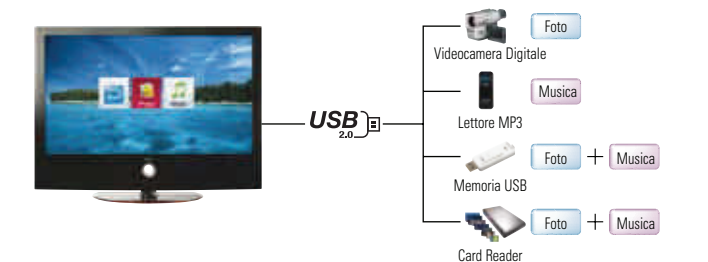 Foto
Videocamera Digitale
Musica
Lettore MP3
USB
2.0
Foto + Musica
Memoria USB
Foto + Musica
Card Reader